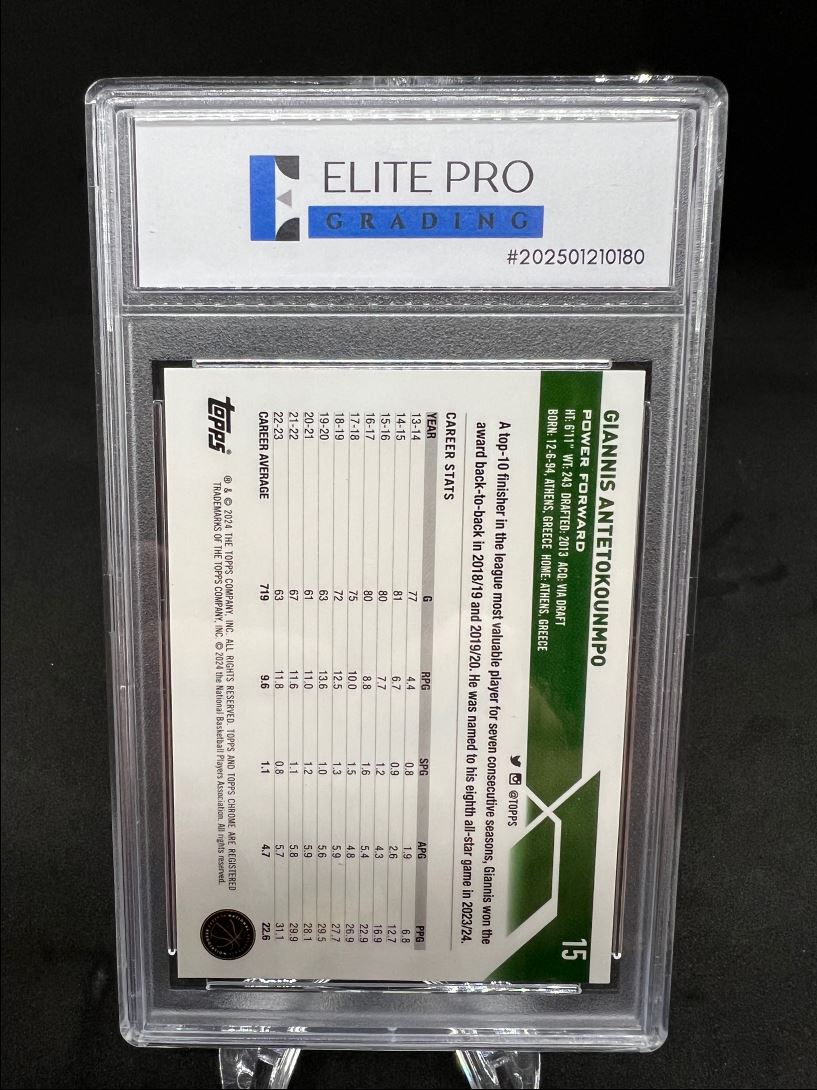 ELITE PRO
GRADING
#202501210180
GIANNIS ANTETOKOUNMPO
POWER FORWARD
HT: 6'11" WT: 243 DRAFTED: 2013 ACQ: VIA DRAFT
BORN: 12-6-94, ATHENS, GREECE HOME: ATHENS, GREECE
15
@TOPPS
A top-10 finisher in the league most valuable player for seven consecutive seasons, Giannis won the
award back-to-back in 2018/19 and 2019/20. He was named to his eighth all-star game in 2023/24.
CAREER STATS
YEAR G RPG SPG APG PPG
13-14 77 4.4 0.8 1.9 6.8
14-15 81 6.7 0.9 2.6 12.7
15-16 80 7.7 1.2 4.3 16.9
16-17 80 8.8 1.6 5.4 22.9
17-18 75 10.0 1.5 4.8 26.9
18-19 72 12.5 1.3 5.9 27.7
19-20 63 13.6 1.0 5.6 29.5
20-21 61 11.0 1.2 5.9 28.1
21-22 67 11.6 1.1 5.8 29.9
22-23 63 11.8 0.8 5.7 31.1
CAREER AVERAGE 719 9.6 1.1 4.7 22.6
topps®
® & © 2024 THE TOPPS COMPANY, INC. ALL RIGHTS RESERVED. TOPPS AND TOPPS CHROME ARE REGISTERED
TRADEMARKS OF THE TOPPS COMPANY, INC. © 2024 the National Basketball Players Association. All rights reserved.